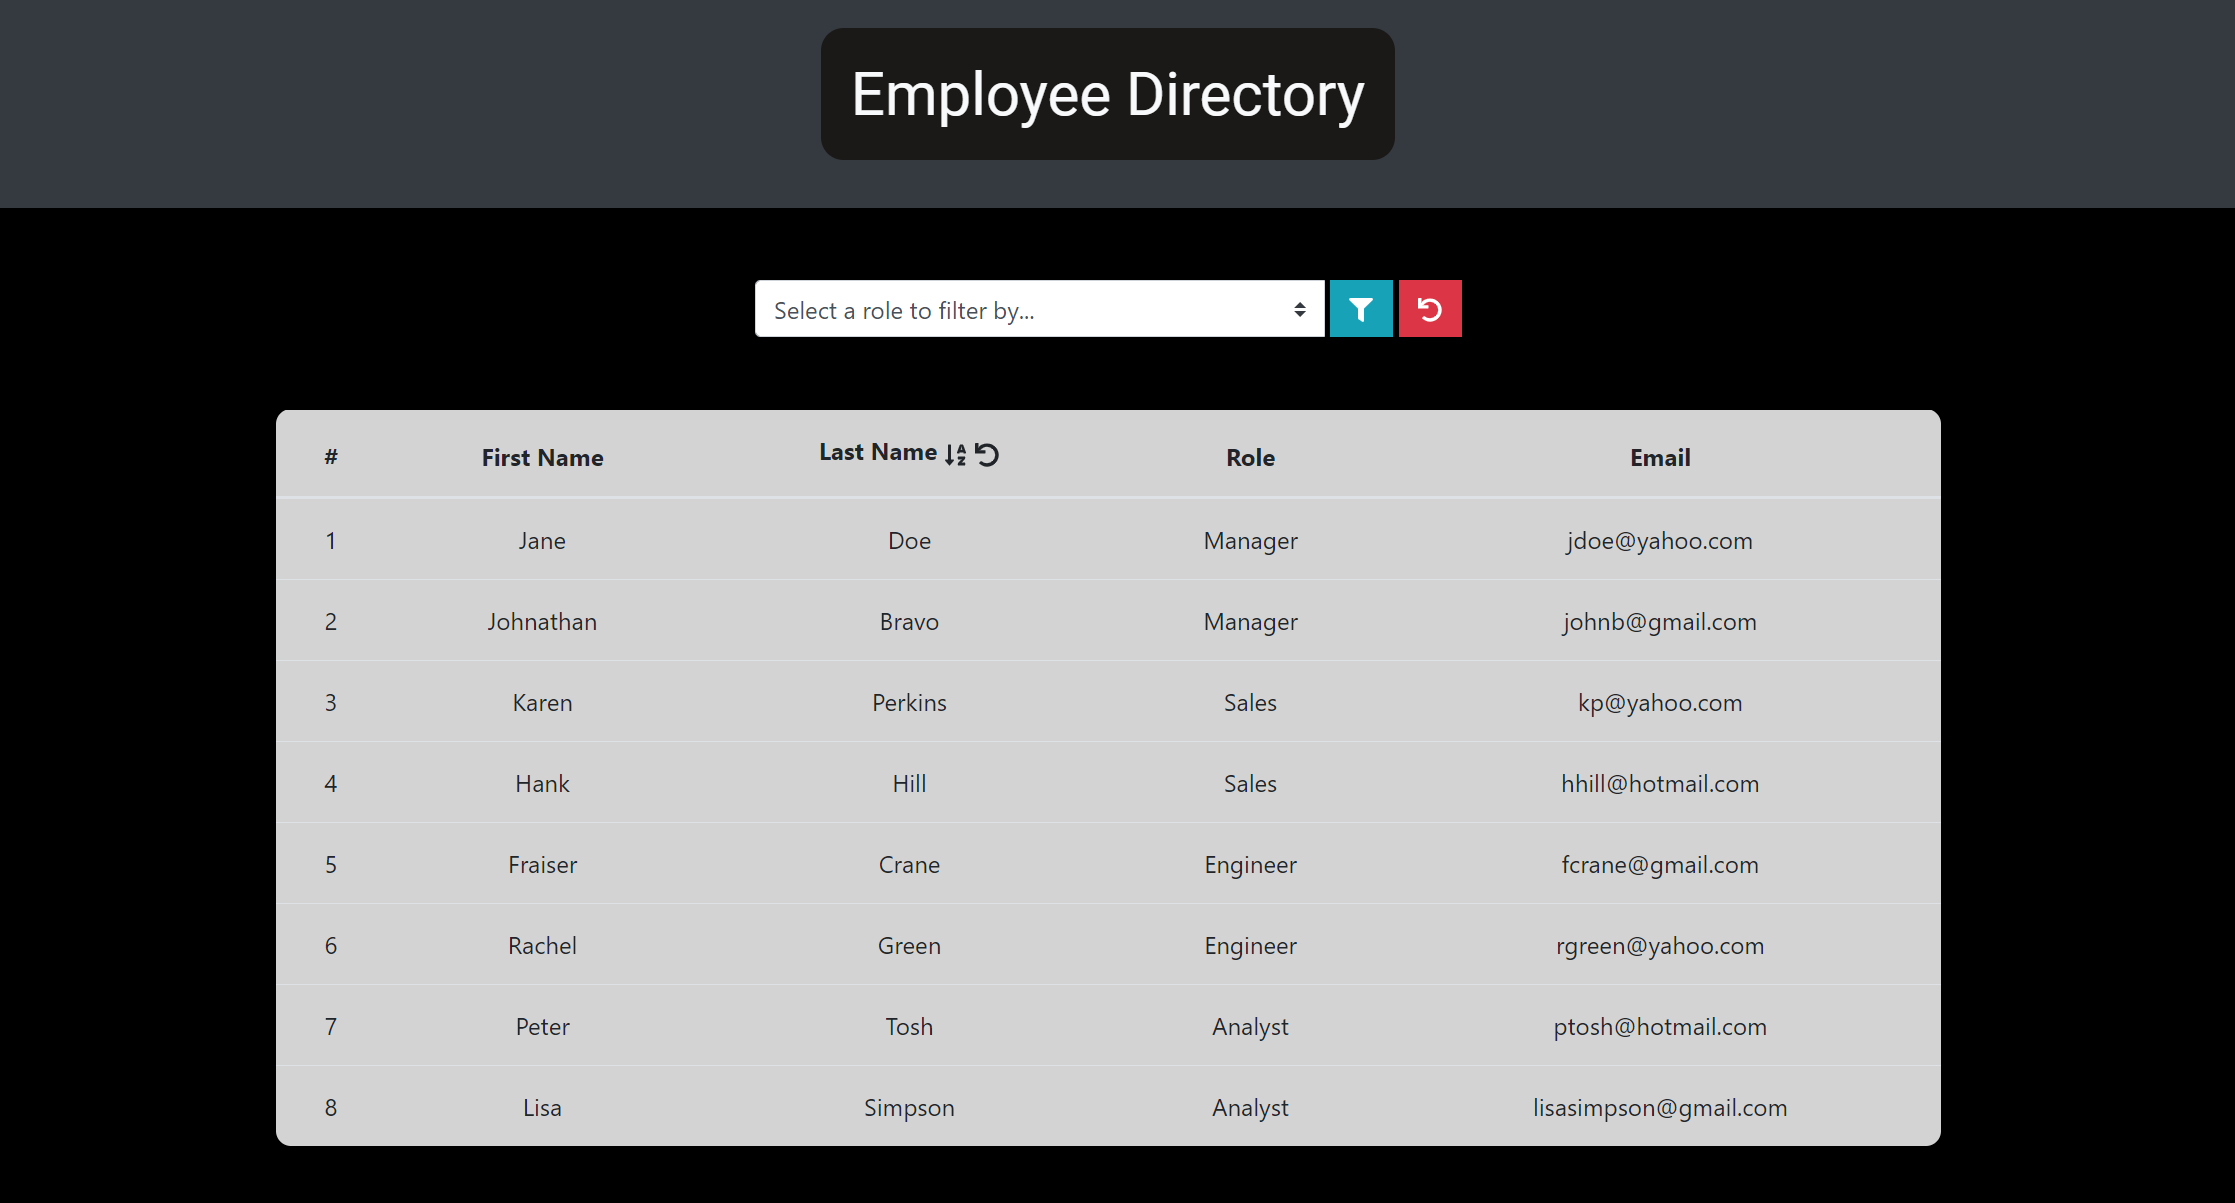 Employee Directory
Select a role to filter by...
# First Name Last Name Role Email
1 Jane Doe Manager jdoe@yahoo.com
2 Johnathan Bravo Manager johnb@gmail.com
3 Karen Perkins Sales kp@yahoo.com
4 Hank Hill Sales hhill@hotmail.com
5 Fraiser Crane Engineer fcrane@gmail.com
6 Rachel Green Engineer rgreen@yahoo.com
7 Peter Tosh Analyst ptosh@hotmail.com
8 Lisa Simpson Analyst lisasimpson@gmail.com